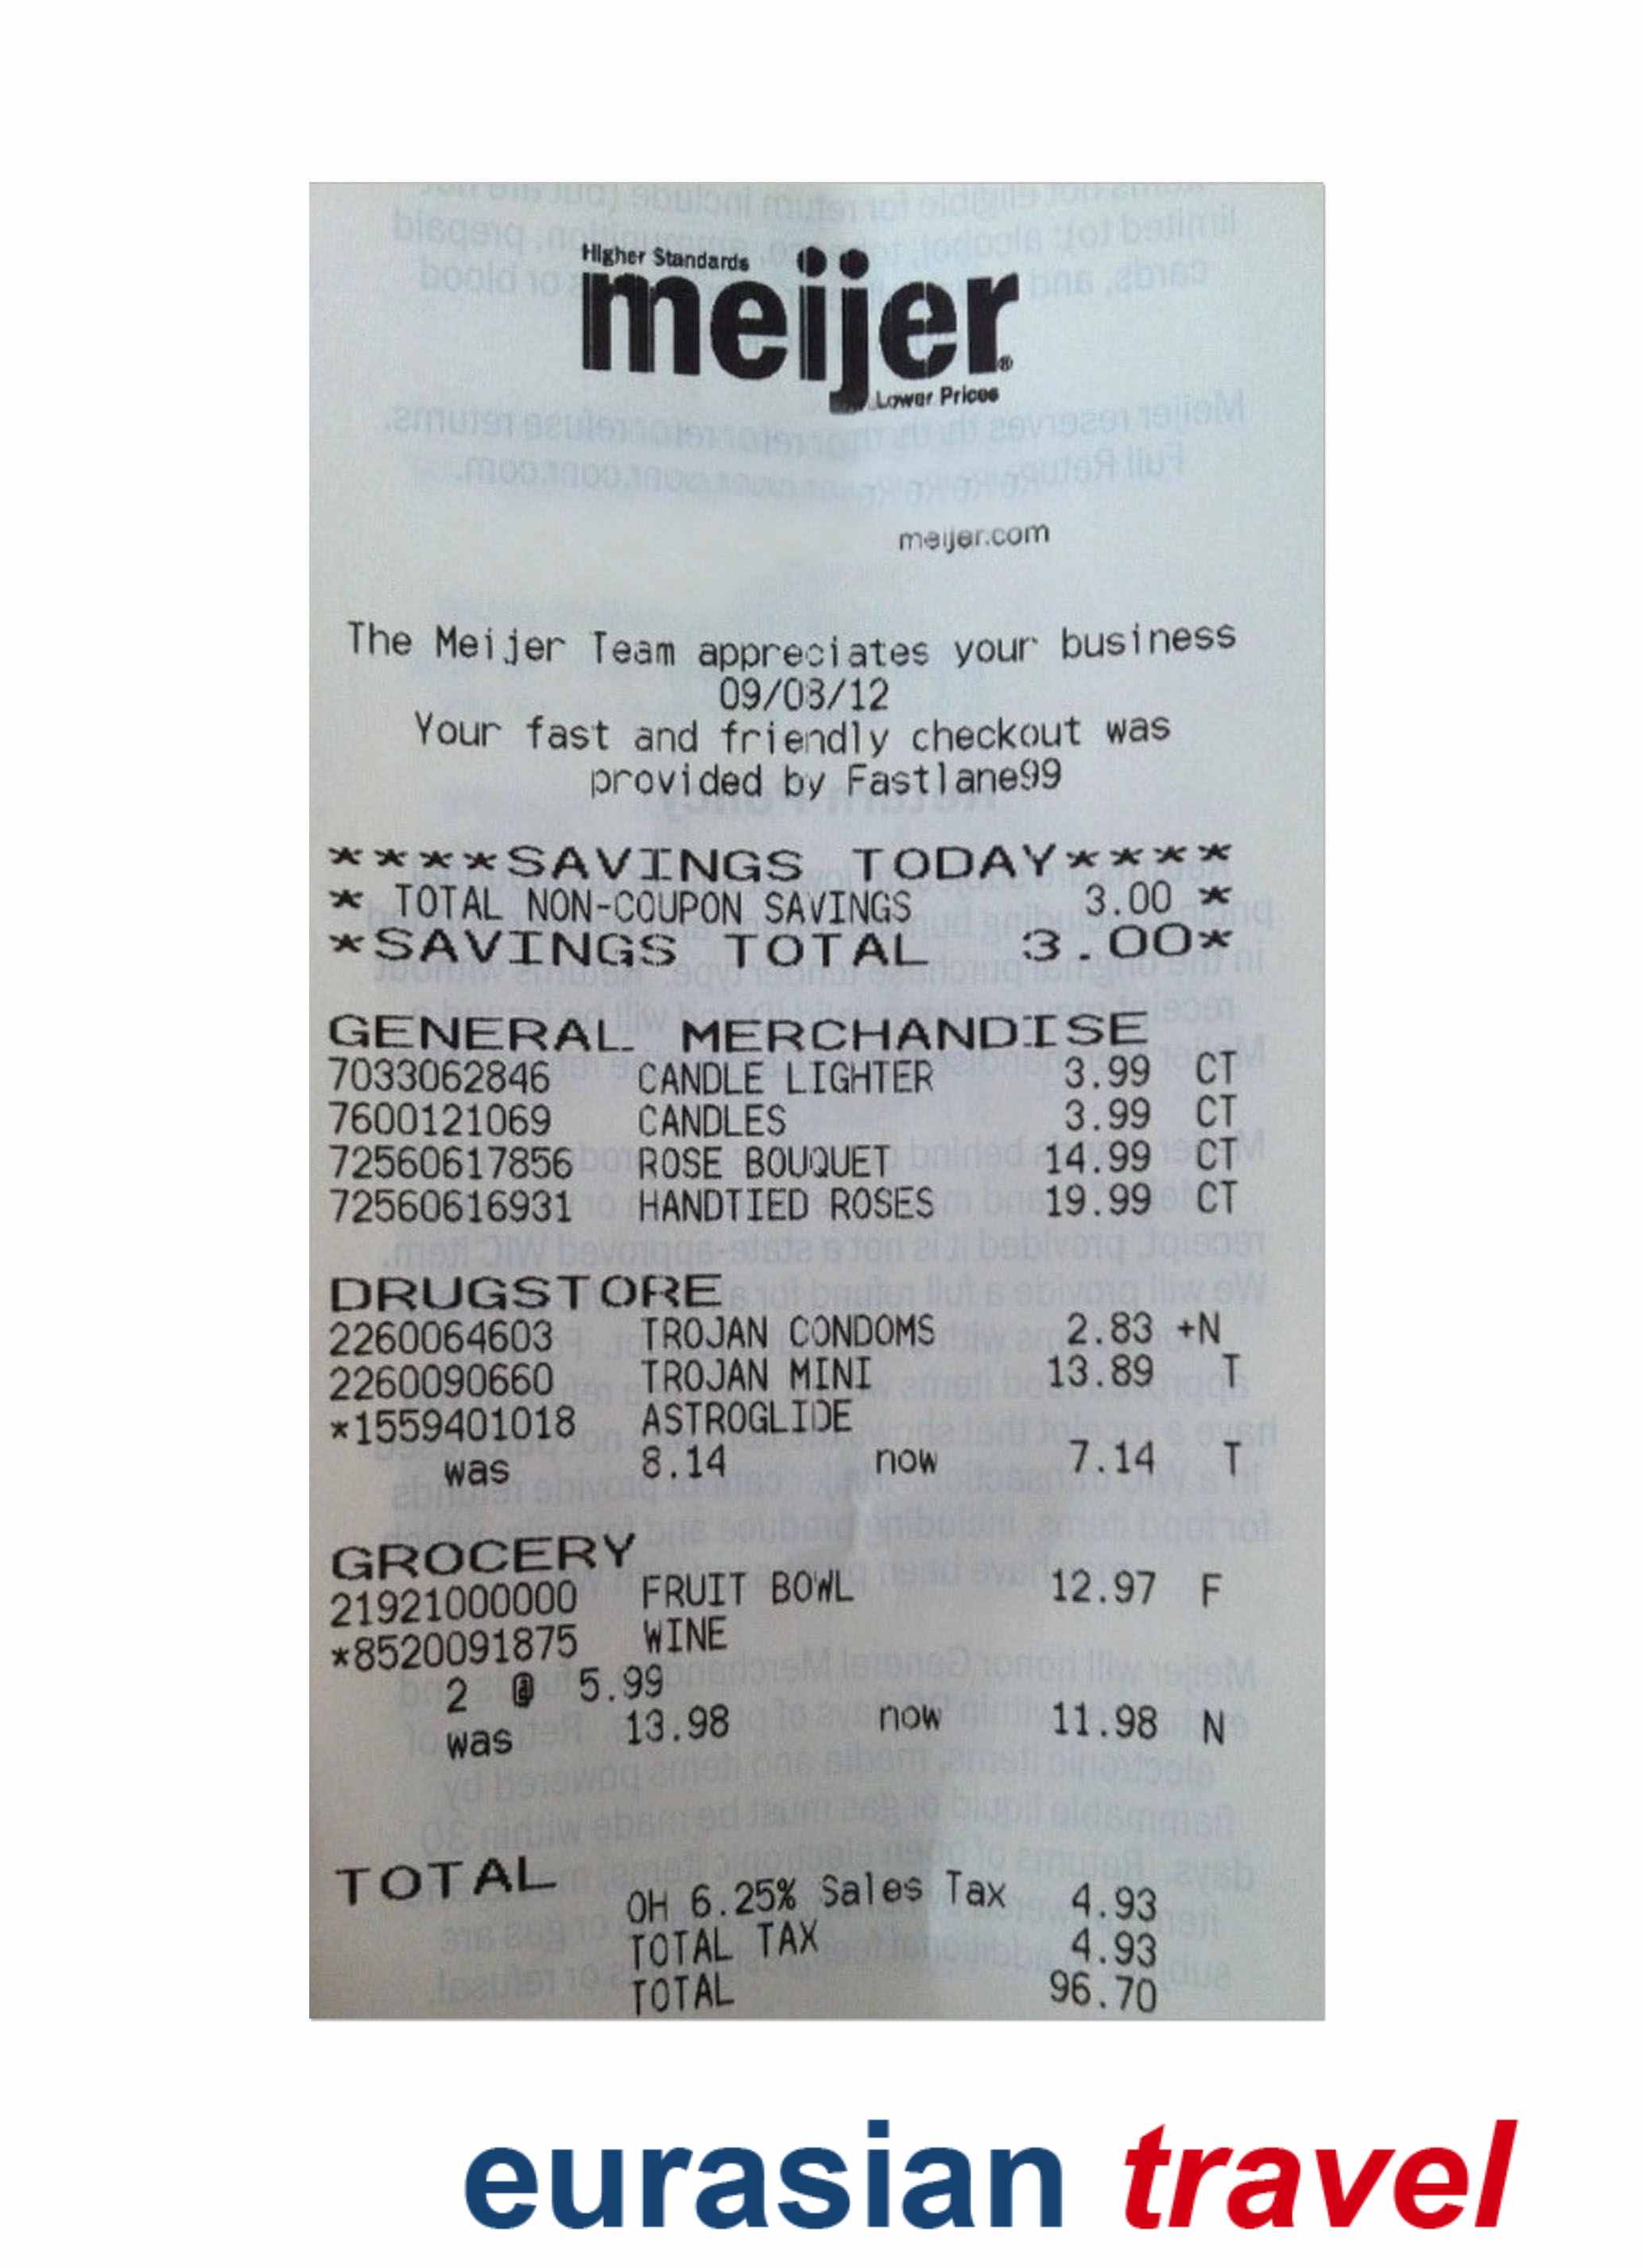 Higher Standards
meijer®
Lower Prices
meijer.com
The Meijer Team appreciates your business
09/08/12
Your fast and friendly checkout was
provided by Fastlane99
****SAVINGS TODAY****
* TOTAL NON-COUPON SAVINGS 3.00 *
*SAVINGS TOTAL 3.00*
GENERAL MERCHANDISE
7033062846 CANDLE LIGHTER 3.99 CT
7600121069 CANDLES 3.99 CT
72560617856 ROSE BOUQUET 14.99 CT
72560616931 HANDTIED ROSES 19.99 CT
DRUGSTORE
2260064603 TROJAN CONDOMS 2.83 +N
2260090660 TROJAN MINI 13.89 T
*1559401018 ASTROGLIDE
was 8.14 now 7.14 T
GROCERY
21921000000 FRUIT BOWL 12.97 F
*8520091875 WINE
2 @ 5.99
was 13.98 now 11.98 N
TOTAL
OH 6.25% Sales Tax 4.93
TOTAL TAX 4.93
TOTAL 96.70
eurasian travel